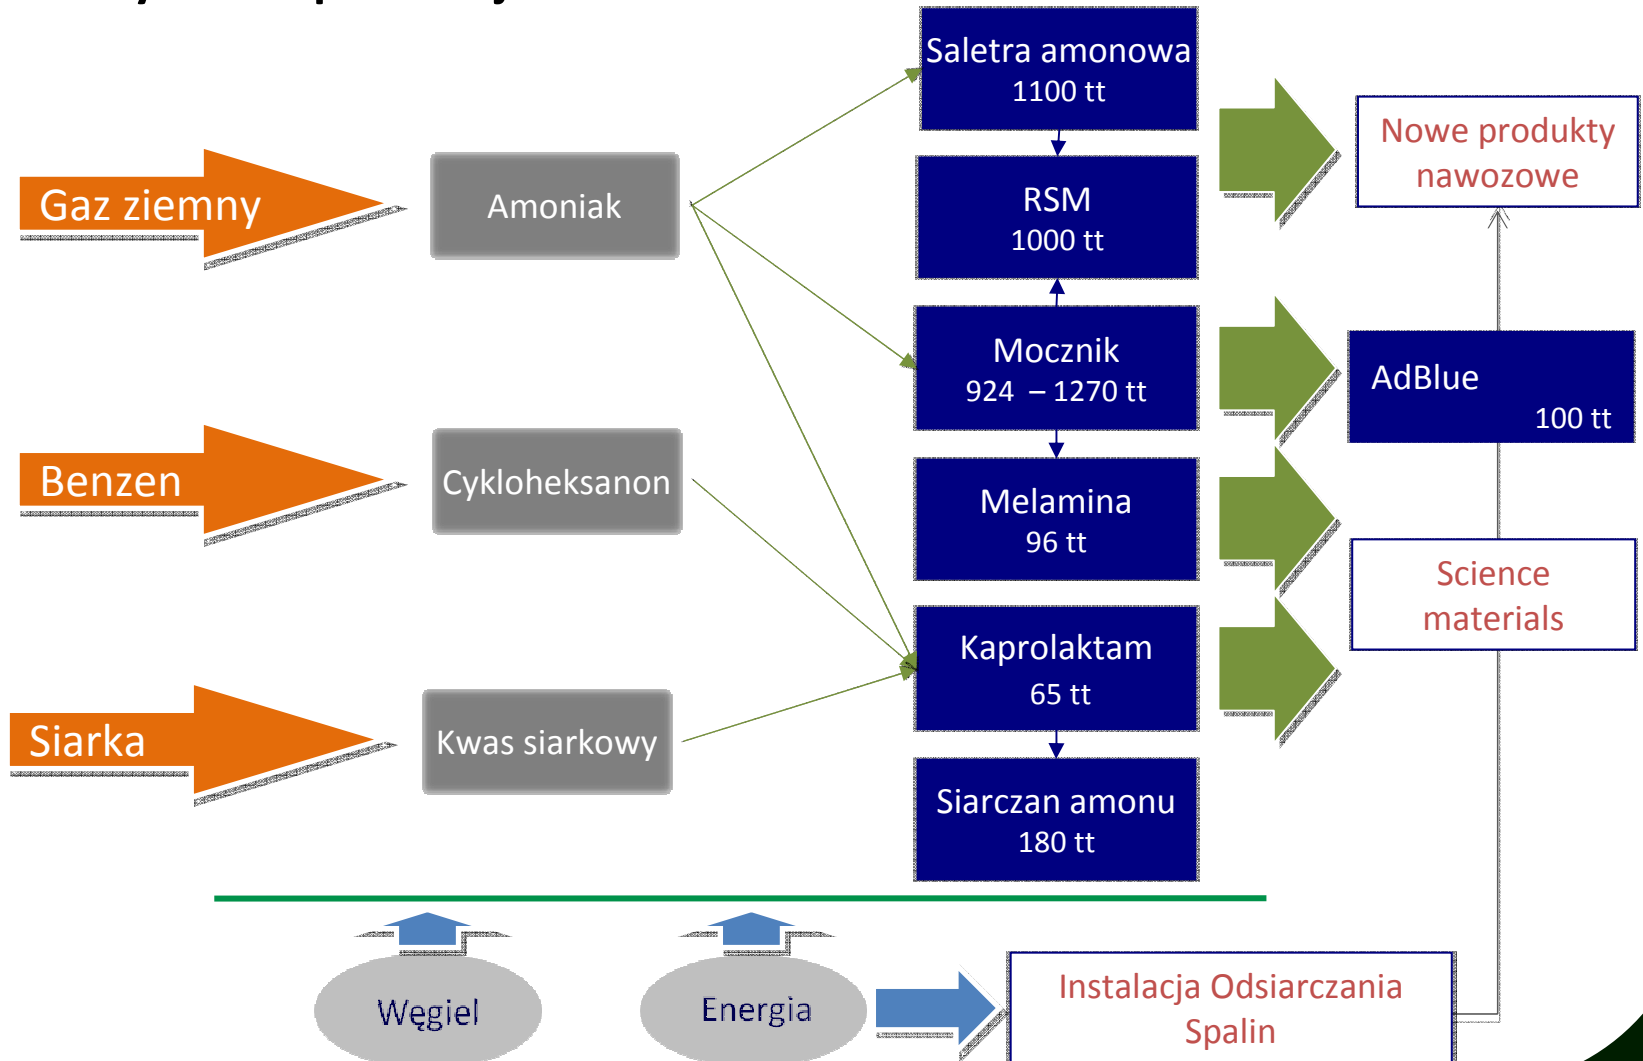 Saletra amonowa
1100 tt
Nowe produkty
nawozowe
Gaz ziemny
Amoniak
RSM
1000 tt
Mocznik
924 – 1270 tt
AdBlue
100 tt
Benzen
Cykloheksanon
Melamina
96 tt
Science
materials
Kaprolaktam
65 tt
Siarka
Kwas siarkowy
Siarczan amonu
180 tt
Węgiel
Energia
Instalacja Odsiarczania
Spalin